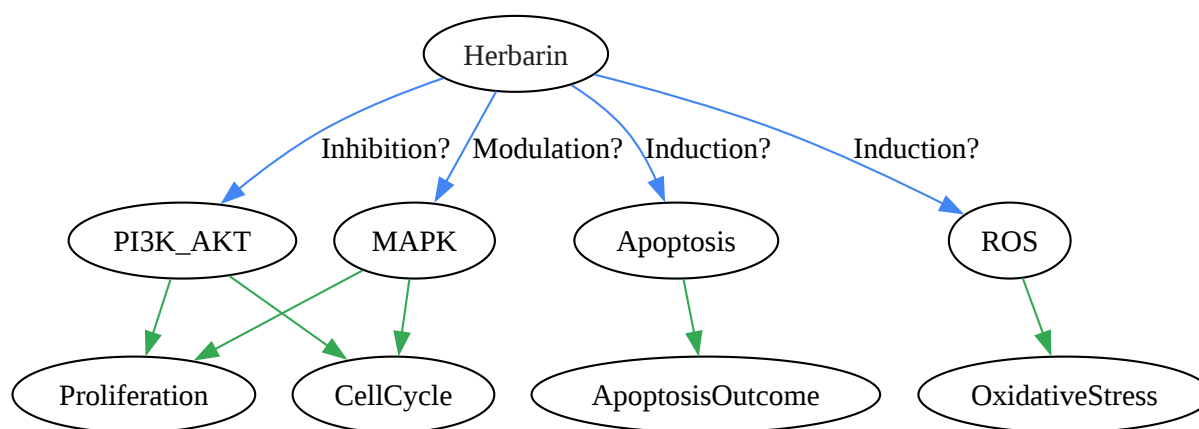 Herbarin
Inhibition? Modulation? Induction? Induction?
PI3K_AKT MAPK Apoptosis ROS
Proliferation CellCycle ApoptosisOutcome OxidativeStress